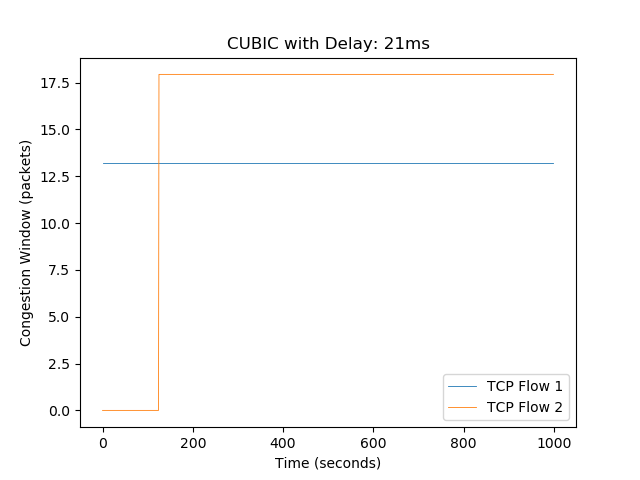 CUBIC with Delay: 21ms
Congestion Window (packets)
17.5
15.0
12.5
10.0
7.5
5.0
2.5
0.0
0 200 400 600 800 1000
Time (seconds)
TCP Flow 1
TCP Flow 2